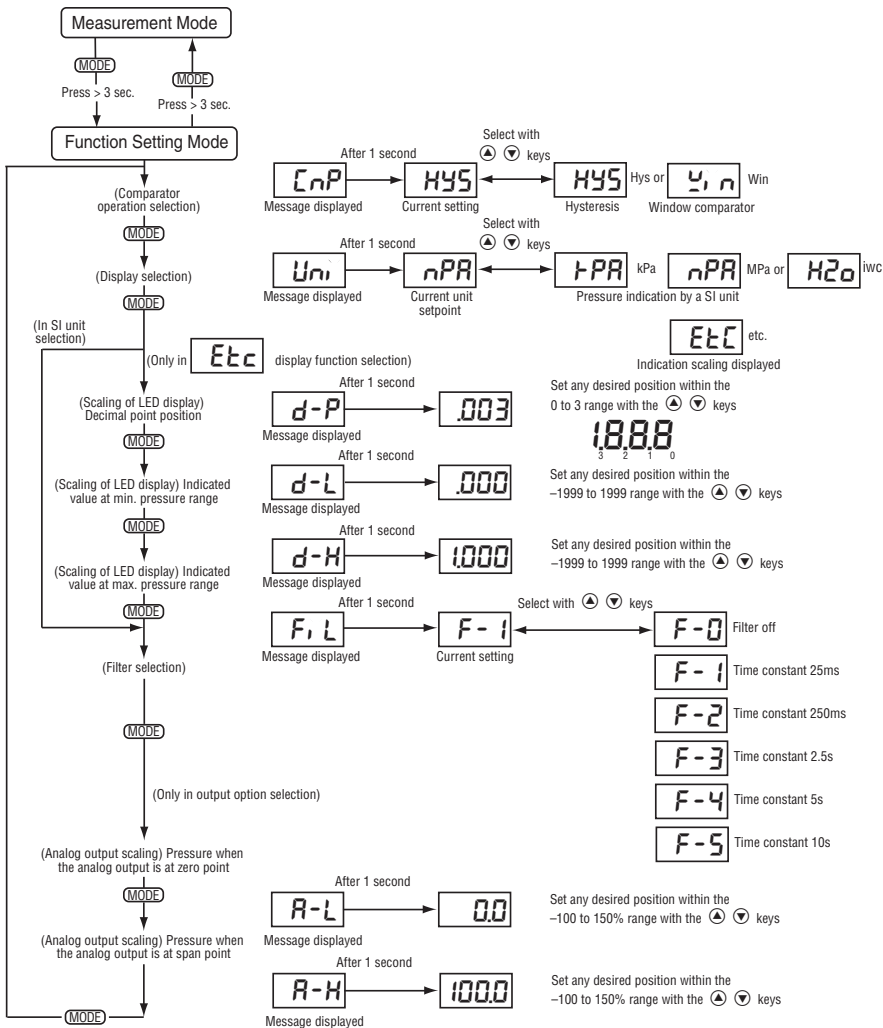 Measurement Mode
MODE
MODE
Press > 3 sec.
Press > 3 sec.
Function Setting Mode
(Comparator
operation selection)
After 1 second
Select with
keys
CnP
HYS
HYS
Hys or
Win
Win
Message displayed
Current setting
Hysteresis
Window comparator
MODE
(Display selection)
After 1 second
Select with
keys
Uni
nPA
kPA
kPa
nPA
MPa or
H2o
iwc
Message displayed
Current unit
setpoint
Pressure indication by a SI unit
MODE
(In SI unit
selection)
EtC
etc.
Indication scaling displayed
(Only in Etc display function selection)
(Scaling of LED display)
Decimal point position
After 1 second
d-P
.003
Message displayed
Set any desired position within the
0 to 3 range with the keys
1.8.8.8
3 2 1 0
MODE
(Scaling of LED display) Indicated
value at min. pressure range
After 1 second
d-L
.000
Message displayed
Set any desired position within the
–1999 to 1999 range with the keys
MODE
(Scaling of LED display) Indicated
value at max. pressure range
After 1 second
d-H
1.000
Message displayed
Set any desired position within the
–1999 to 1999 range with the keys
MODE
(Filter selection)
After 1 second
Select with keys
FiL
F-1
Message displayed
Current setting
F-0 Filter off
F-1 Time constant 25ms
F-2 Time constant 250ms
F-3 Time constant 2.5s
F-4 Time constant 5s
F-5 Time constant 10s
MODE
(Only in output option selection)
(Analog output scaling) Pressure when
the analog output is at zero point
After 1 second
A-L
0.0
Message displayed
Set any desired position within the
–100 to 150% range with the keys
MODE
(Analog output scaling) Pressure when
the analog output is at span point
After 1 second
A-H
100.0
Message displayed
Set any desired position within the
–100 to 150% range with the keys
MODE